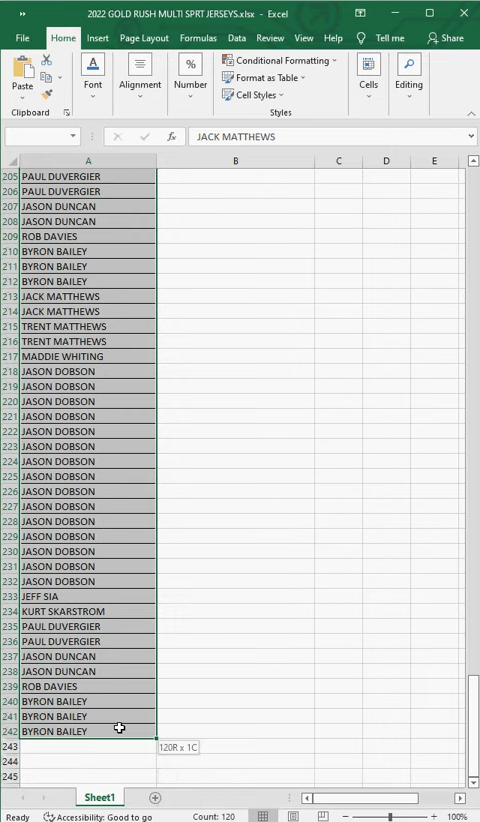 2022 GOLD RUSH MULTI SPRT JERSEYS.xlsx - Excel
File Home Insert Page Layout Formulas Data Review View Help Tell me Share
Paste
Font
Alignment
Number
Conditional Formatting
Format as Table
Cell Styles
Cells
Editing
Clipboard
Styles
fx JACK MATTHEWS
A B C D E
205 PAUL DUVERGIER
206 PAUL DUVERGIER
207 JASON DUNCAN
208 JASON DUNCAN
209 ROB DAVIES
210 BYRON BAILEY
211 BYRON BAILEY
212 BYRON BAILEY
213 JACK MATTHEWS
214 JACK MATTHEWS
215 TRENT MATTHEWS
216 TRENT MATTHEWS
217 MADDIE WHITING
218 JASON DOBSON
219 JASON DOBSON
220 JASON DOBSON
221 JASON DOBSON
222 JASON DOBSON
223 JASON DOBSON
224 JASON DOBSON
225 JASON DOBSON
226 JASON DOBSON
227 JASON DOBSON
228 JASON DOBSON
229 JASON DOBSON
230 JASON DOBSON
231 JASON DOBSON
232 JASON DOBSON
233 JEFF SIA
234 KURT SKARSTROM
235 PAUL DUVERGIER
236 PAUL DUVERGIER
237 JASON DUNCAN
238 JASON DUNCAN
239 ROB DAVIES
240 BYRON BAILEY
241 BYRON BAILEY
242 BYRON BAILEY
243 120R x 1C
244
245
Sheet1
Ready Accessibility: Good to go Count: 120 100%